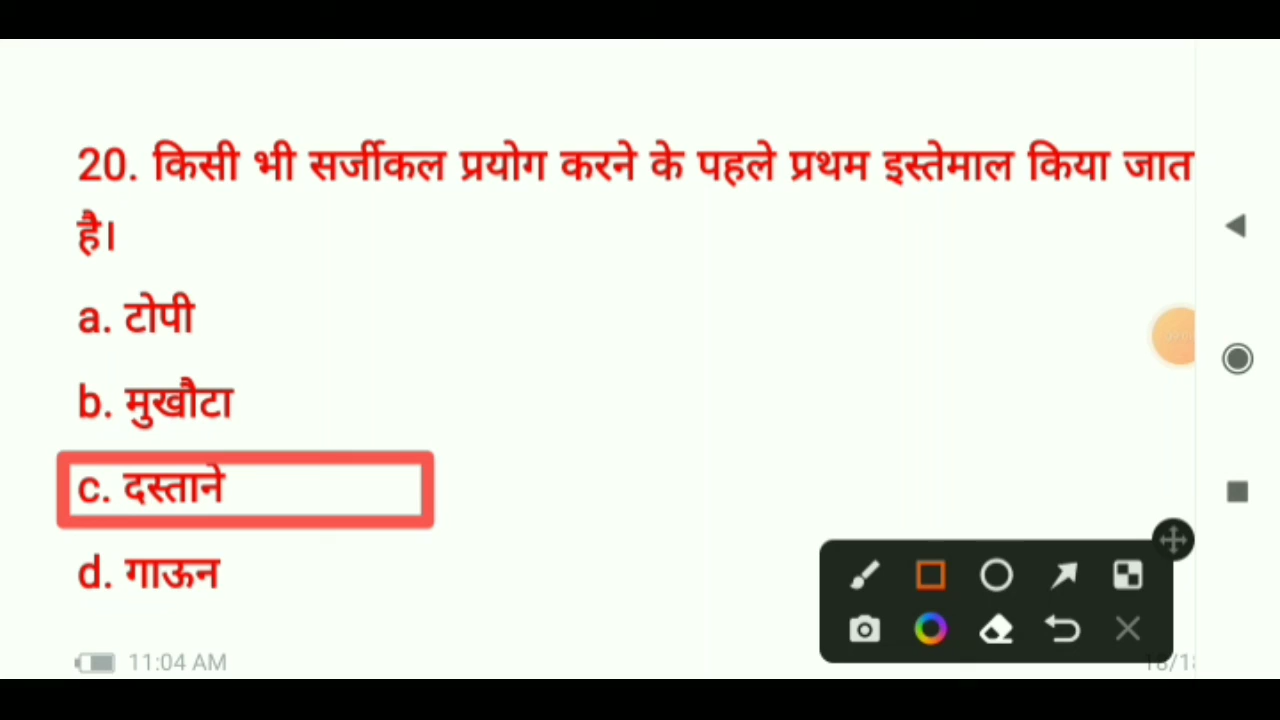 20. किसी भी सर्जीकल प्रयोग करने के पहले प्रथम इस्तेमाल किया जात
है।
a. टोपी
b. मुखौटा
c. दस्ताने
d. गाऊन
11:04 AM